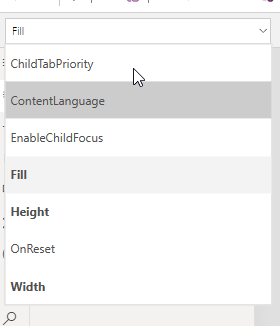 Fill
ChildTabPriority
ContentLanguage
EnableChildFocus
Fill
Height
OnReset
Width